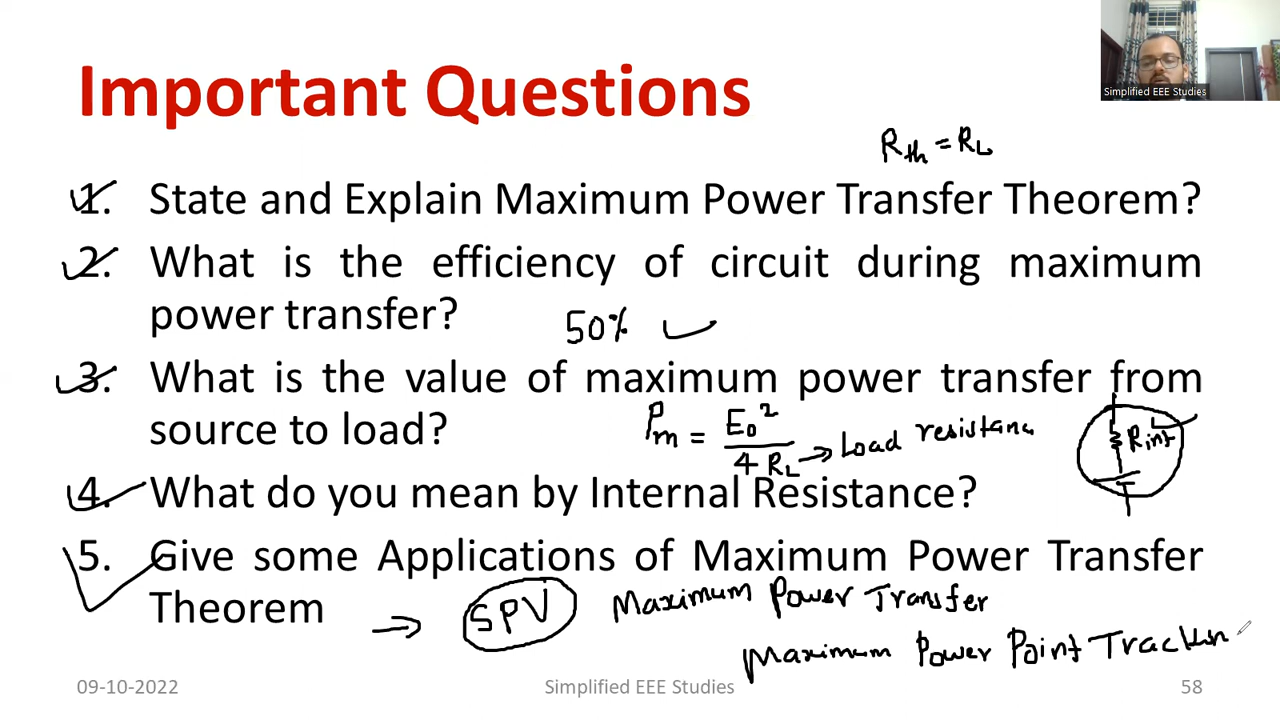 Simplified EEE Studies
Important Questions
Rth = RL
1. State and Explain Maximum Power Transfer Theorem?
2. What is the efficiency of circuit during maximum
power transfer?
50%
3. What is the value of maximum power transfer from
source to load?
Pm = E0² / 4 RL → Load resistance
Rint
4. What do you mean by Internal Resistance?
5. Give some Applications of Maximum Power Transfer
Theorem
→ SPV Maximum Power Transfer
Maximum Power Point
09-10-2022
Simplified EEE Studies
58